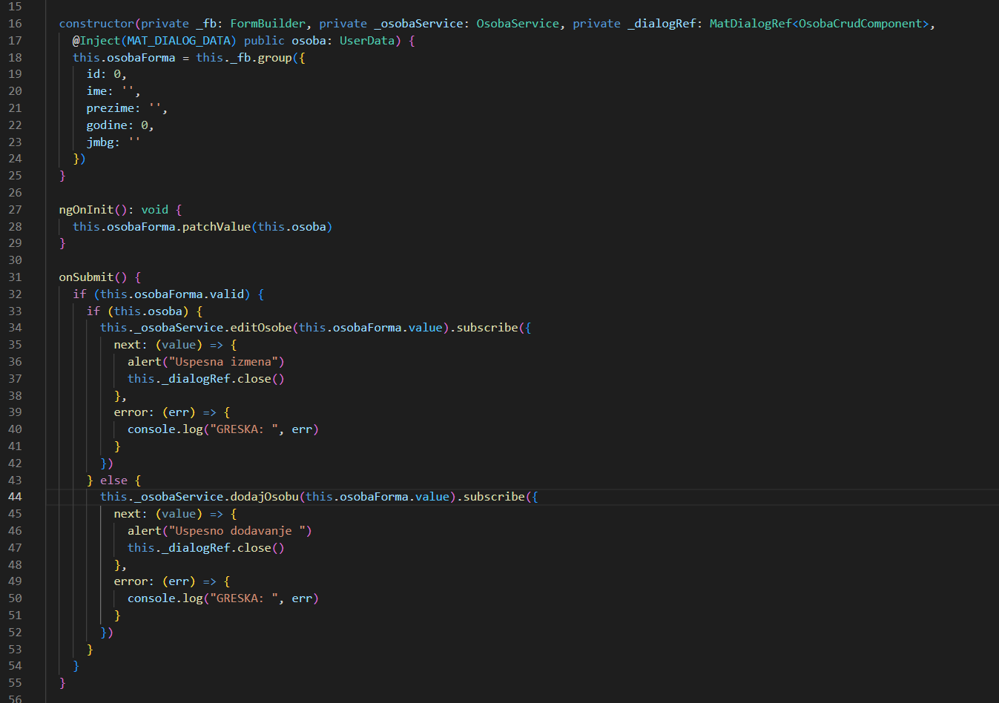 15
16 constructor(private _fb: FormBuilder, private _osobaService: OsobaService, private _dialogRef: MatDialogRef<OsobaCrudComponent>,
17 @Inject(MAT_DIALOG_DATA) public osoba: UserData) {
18 this.osobaForma = this._fb.group({
19 id: 0,
20 ime: '',
21 prezime: '',
22 godine: 0,
23 jmbg: ''
24 })
25 }
26
27 ngOnInit(): void {
28 this.osobaForma.patchValue(this.osoba)
29 }
30
31 onSubmit() {
32 if (this.osobaForma.valid) {
33 if (this.osoba) {
34 this._osobaService.editOsobe(this.osobaForma.value).subscribe({
35 next: (value) => {
36 alert("Uspesna izmena")
37 this._dialogRef.close()
38 },
39 error: (err) => {
40 console.log("GRESKA: ", err)
41 }
42 })
43 } else {
44 this._osobaService.dodajOsobu(this.osobaForma.value).subscribe({
45 next: (value) => {
46 alert("Uspesno dodavanje ")
47 this._dialogRef.close()
48 },
49 error: (err) => {
50 console.log("GRESKA: ", err)
51 }
52 })
53 }
54 }
55 }
56